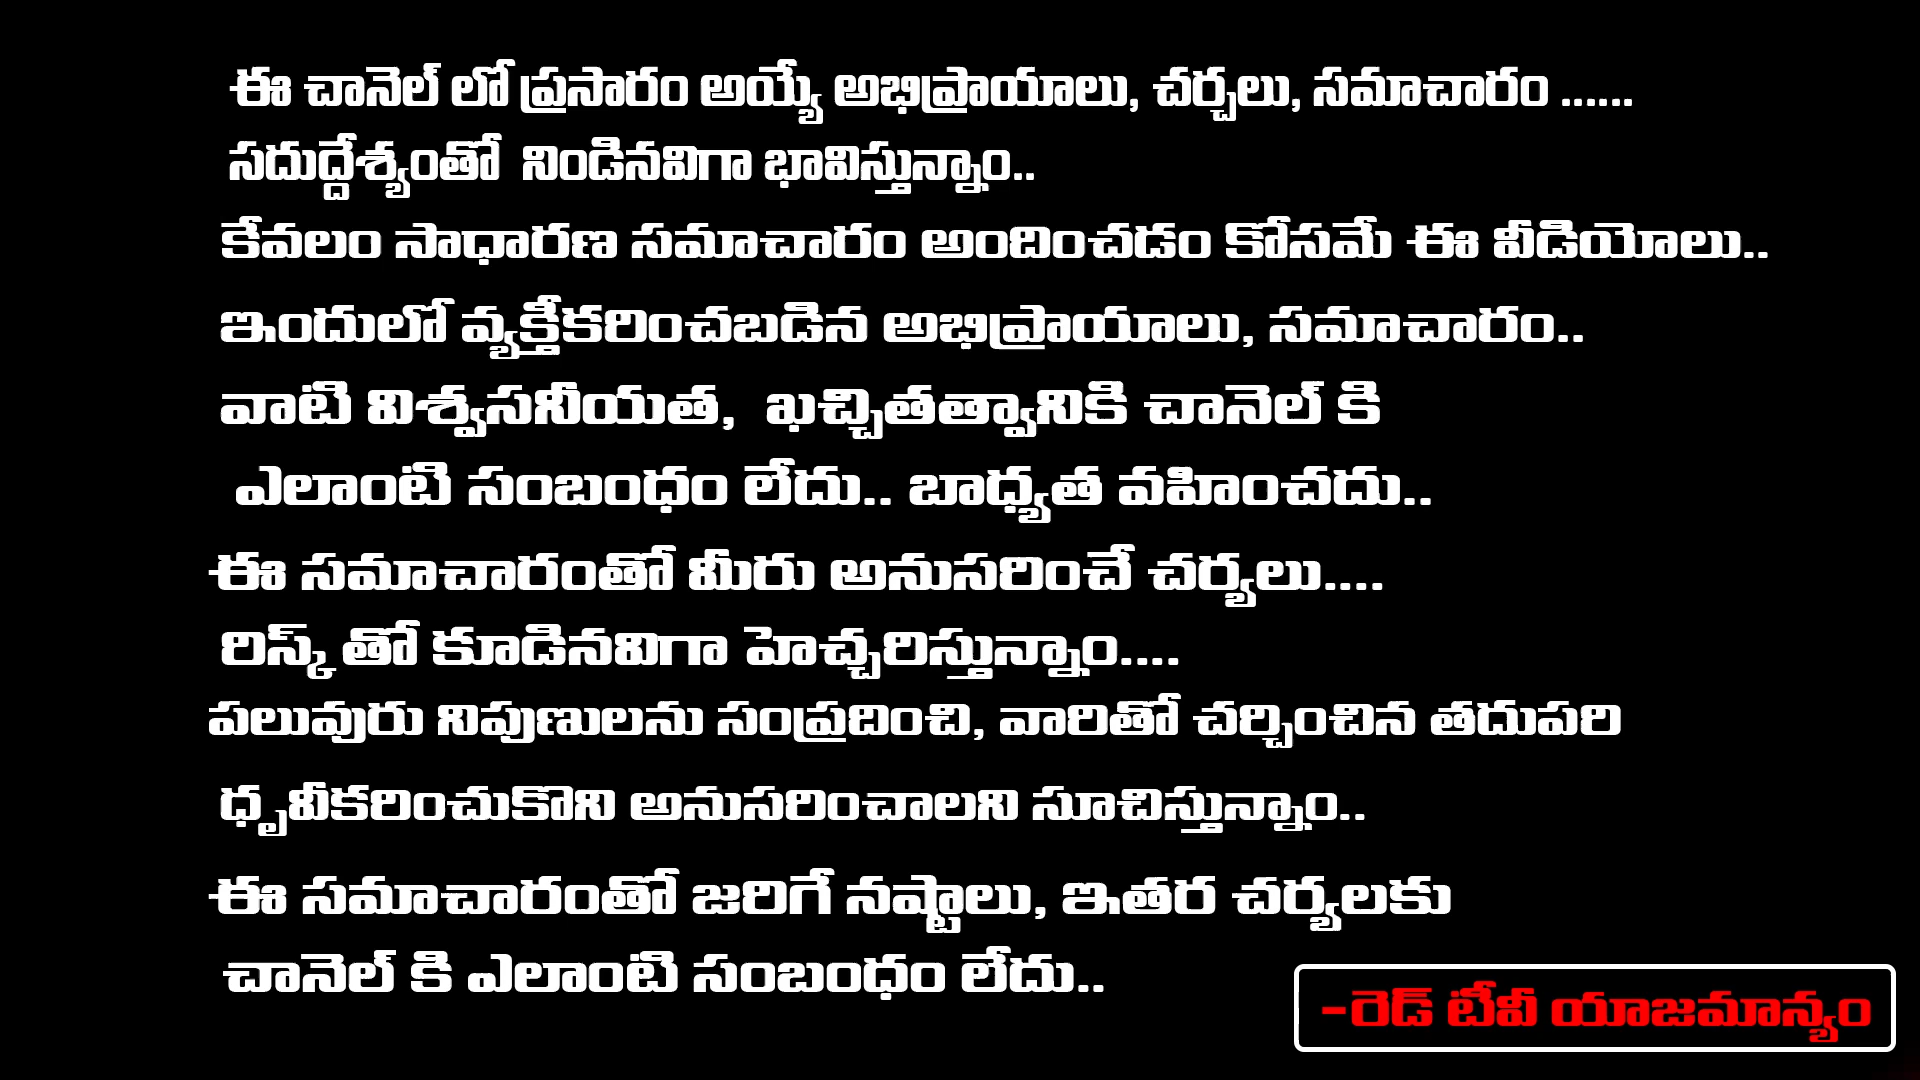 ఈ చానెల్ లో ప్రసారం అయ్యే అభిప్రాయాలు, చర్చలు, సమాచారం ......
సదుద్దేశ్యంతో నిండినవిగా భావిస్తున్నాం..
కేవలం సాధారణ సమాచారం అందించడం కోసమే ఈ వీడియోలు..
ఇందులో వ్యక్తీకరించబడిన అభిప్రాయాలు, సమాచారం..
వాటి విశ్వసనీయత, ఖచ్చితత్వానికి చానెల్ కి
ఎలాంటి సంబంధం లేదు.. బాధ్యత వహించదు..
ఈ సమాచారంతో మీరు అనుసరించే చర్యలు....
రిస్క్ తో కూడినవిగా హెచ్చరిస్తున్నాం....
పలువురు నిపుణులను సంప్రదించి, వారితో చర్చించిన తదుపరి
ధృవీకరించుకొని అనుసరించాలని సూచిస్తున్నాం..
ఈ సమాచారంతో జరిగే నష్టాలు, ఇతర చర్యలకు
చానెల్ కి ఎలాంటి సంబంధం లేదు..
-రెడ్ టీవీ యాజమాన్యం